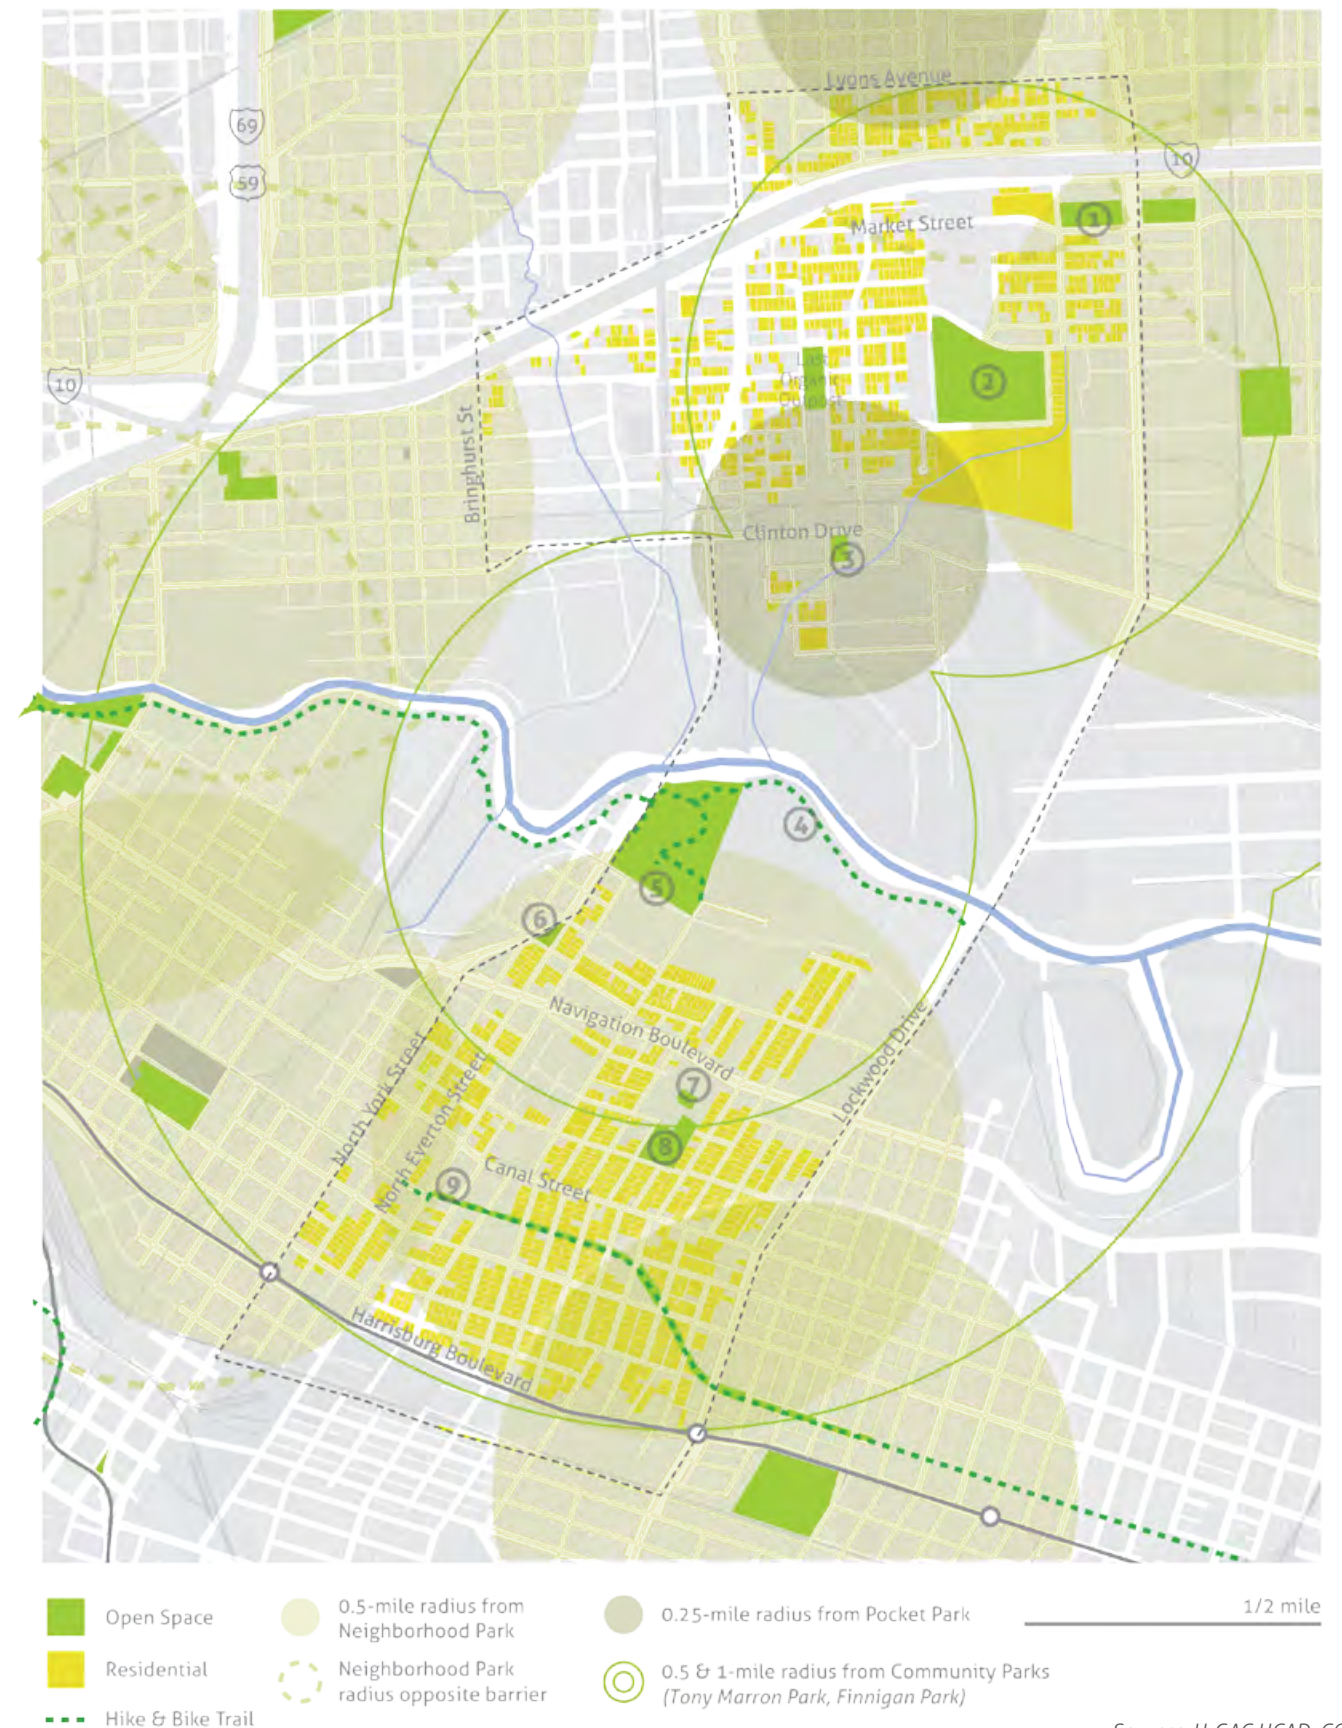 Lyons Avenue
69
59
10
Market Street
1
10
2
Last
Organic
Outpost
Bringhurst St
Clinton Drive
3
4
5
6
Navigation Boulevard
7
Lockwood Drive
North York Street
North Everton Street
8
Canal Street
9
Harrisburg Boulevard
Open Space
0.5-mile radius from
Neighborhood Park
0.25-mile radius from Pocket Park
1/2 mile
Residential
Neighborhood Park
radius opposite barrier
0.5 & 1-mile radius from Community Parks
(Tony Marron Park, Finnigan Park)
Hike & Bike Trail